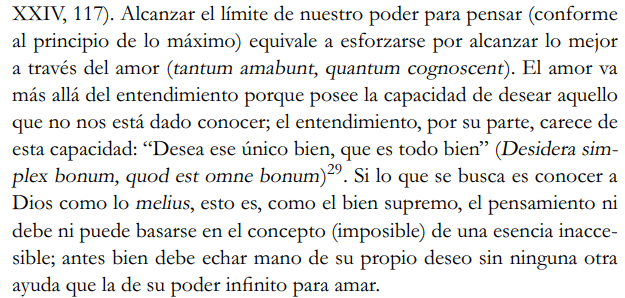 XXIV, 117). Alcanzar el límite de nuestro poder para pensar (conforme
al principio de lo máximo) equivale a esforzarse por alcanzar lo mejor
a través del amor (tantum amabunt, quantum cognoscent). El amor va
más allá del entendimiento porque posee la capacidad de desear aquello
que no nos está dado conocer; el entendimiento, por su parte, carece de
esta capacidad: “Desea ese único bien, que es todo bien” (Desidera sim-
plex bonum, quod est omne bonum)29. Si lo que se busca es conocer a
Dios como lo melius, esto es, como el bien supremo, el pensamiento ni
debe ni puede basarse en el concepto (imposible) de una esencia inacce-
sible; antes bien debe echar mano de su propio deseo sin ninguna otra
ayuda que la de su poder infinito para amar.